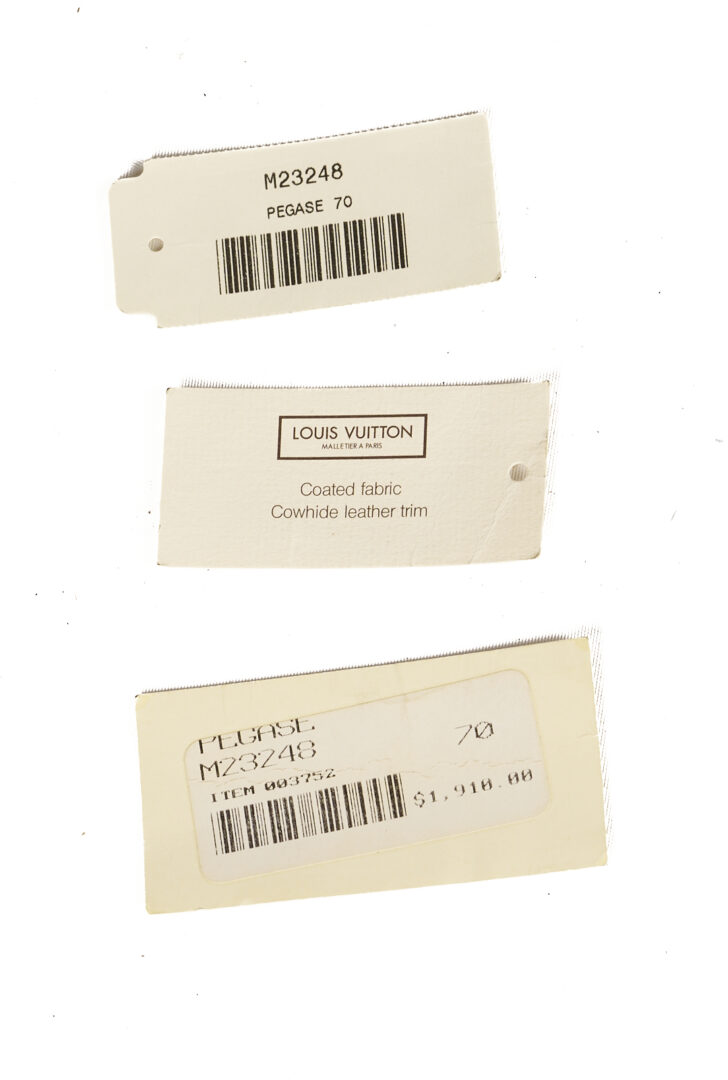 M23248
PEGASE 70
LOUIS VUITTON
MALLETIER A PARIS
Coated fabric
Cowhide leather trim
PEGASE 70
M23248
ITEM 003752
$1,910.00